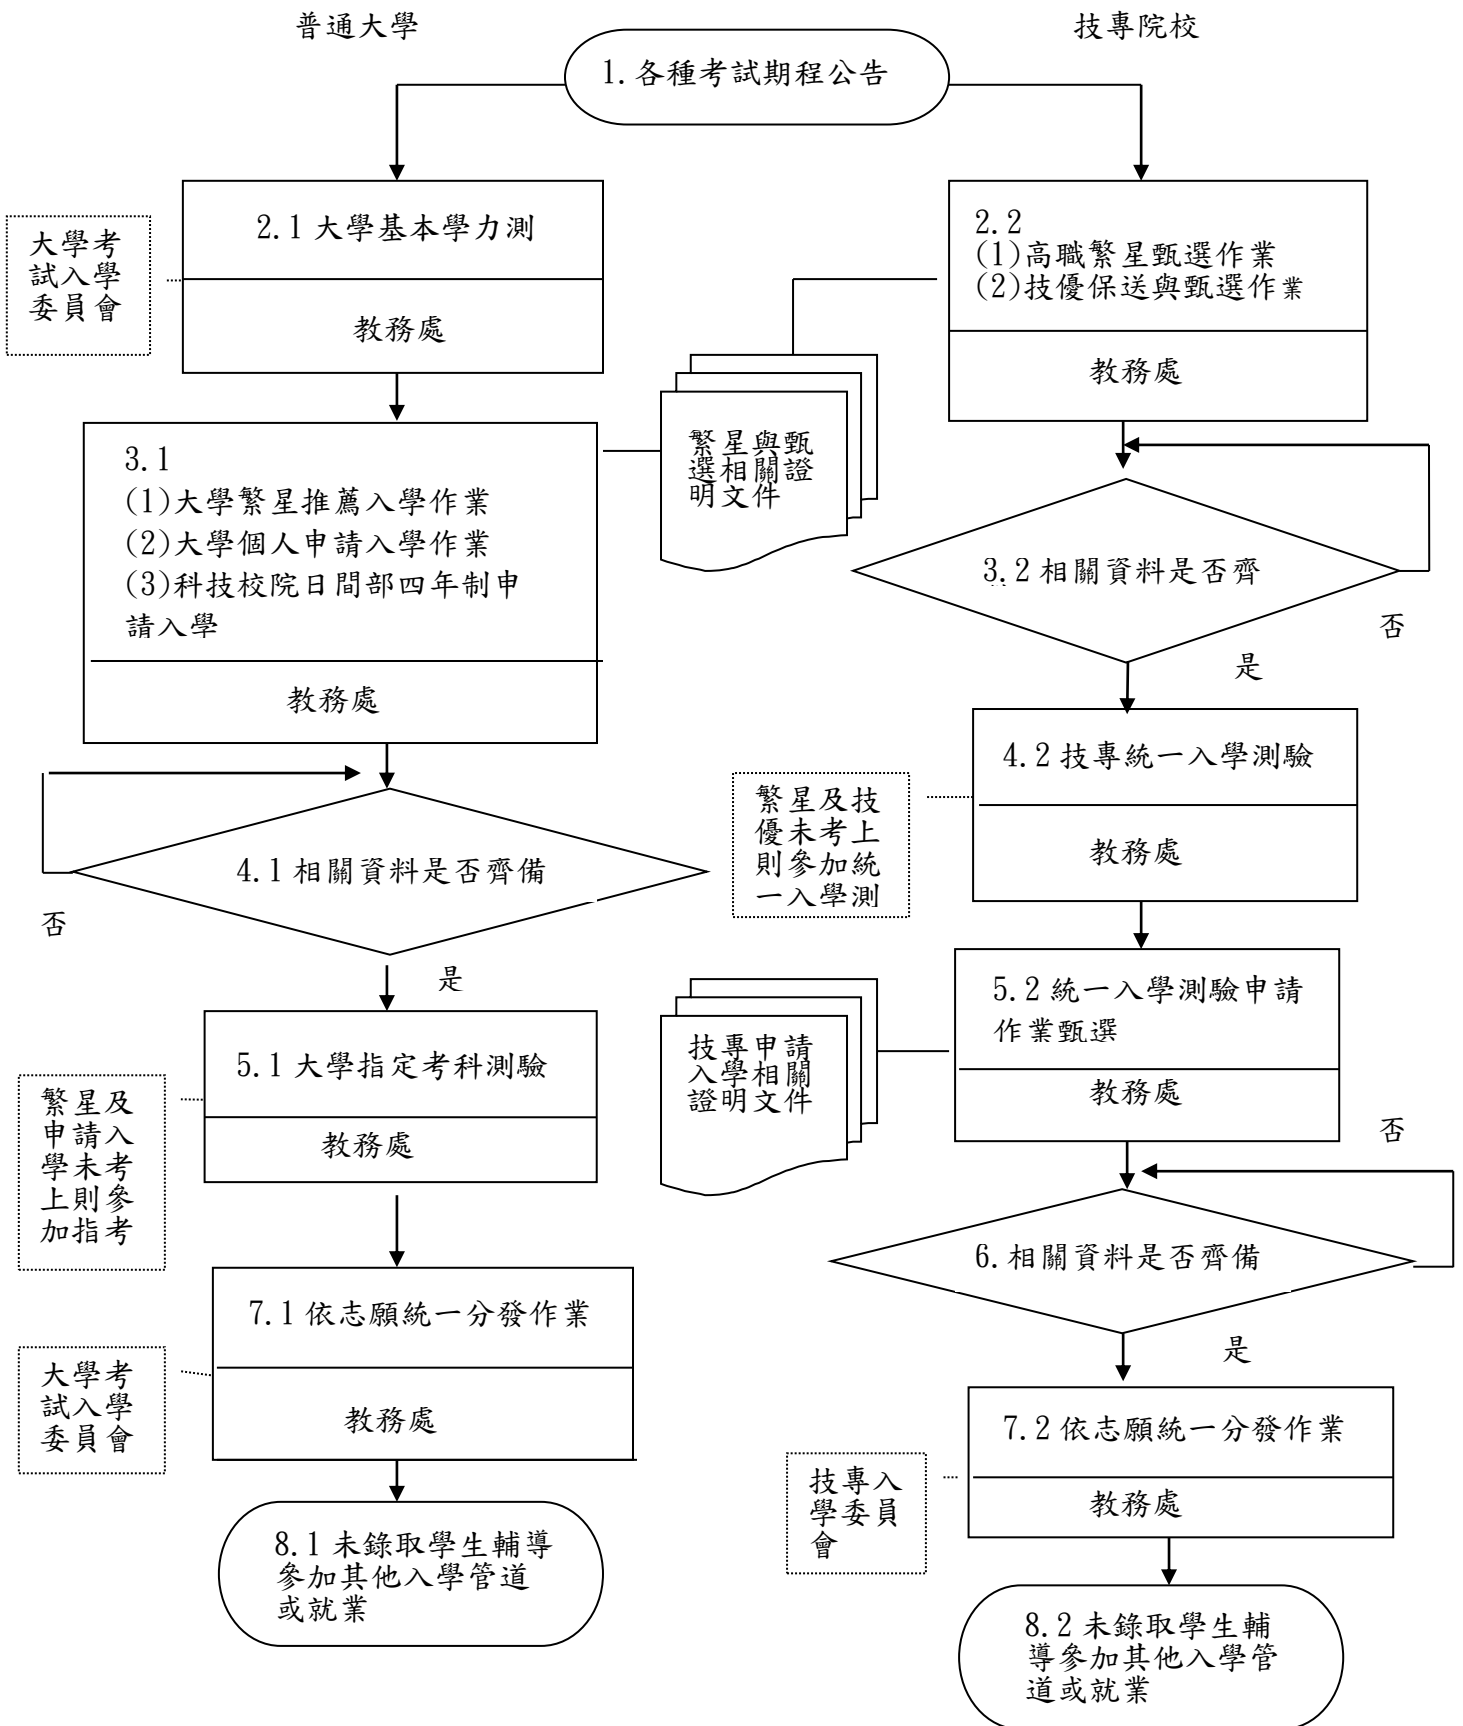 普通大學
技專院校
1.各種考試期程公告
2.1大學基本學力測
教務處
大學考
試入學
委員會
2.2
(1)高職繁星甄選作業
(2)技優保送與甄選作業
教務處
3.1
(1)大學繁星推薦入學作業
(2)大學個人申請入學作業
(3)科技校院日間部四年制申
請入學
教務處
繁星與甄
選相關證
明文件
3.2相關資料是否齊
否
是
4.1相關資料是否齊備
否
是
4.2技專統一入學測驗
教務處
繁星及技
優未考上
則參加統
一入學測
5.1大學指定考科測驗
教務處
繁星及
申請入
學未考
上則參
加指考
5.2統一入學測驗申請
作業甄選
教務處
技專申請
入學相關
證明文件
否
6.相關資料是否齊備
是
7.1依志願統一分發作業
教務處
大學考
試入學
委員會
7.2依志願統一分發作業
教務處
技專入
學委員
會
8.1未錄取學生輔導
參加其他入學管道
或就業
8.2未錄取學生輔
導參加其他入學管
道或就業